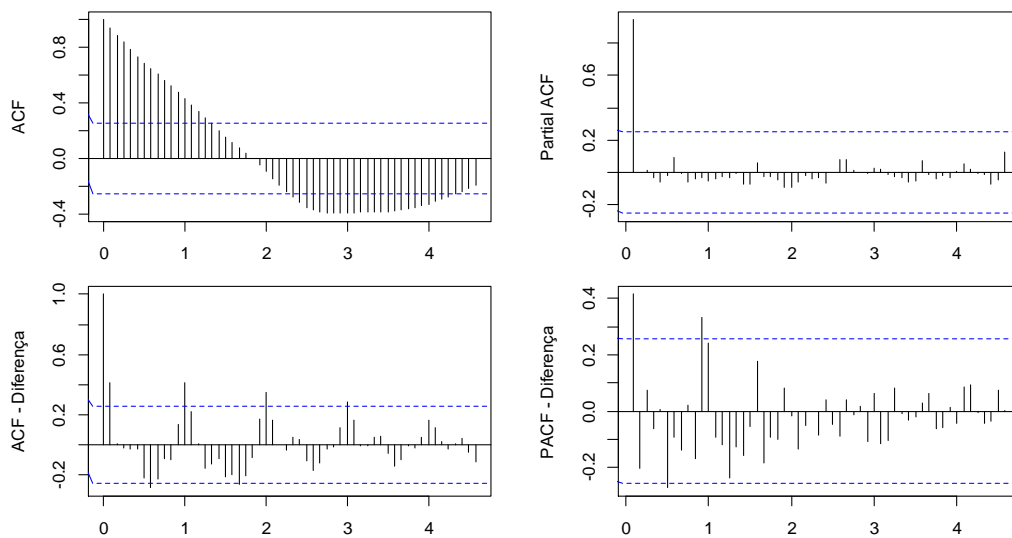 ACF
-0.4 0.0 0.4 0.8
0 1 2 3 4
Partial ACF
-0.2 0.2 0.6
0 1 2 3 4
ACF - Diferença
-0.2 0.2 0.6 1.0
0 1 2 3 4
PACF - Diferença
-0.2 0.0 0.2 0.4
0 1 2 3 4